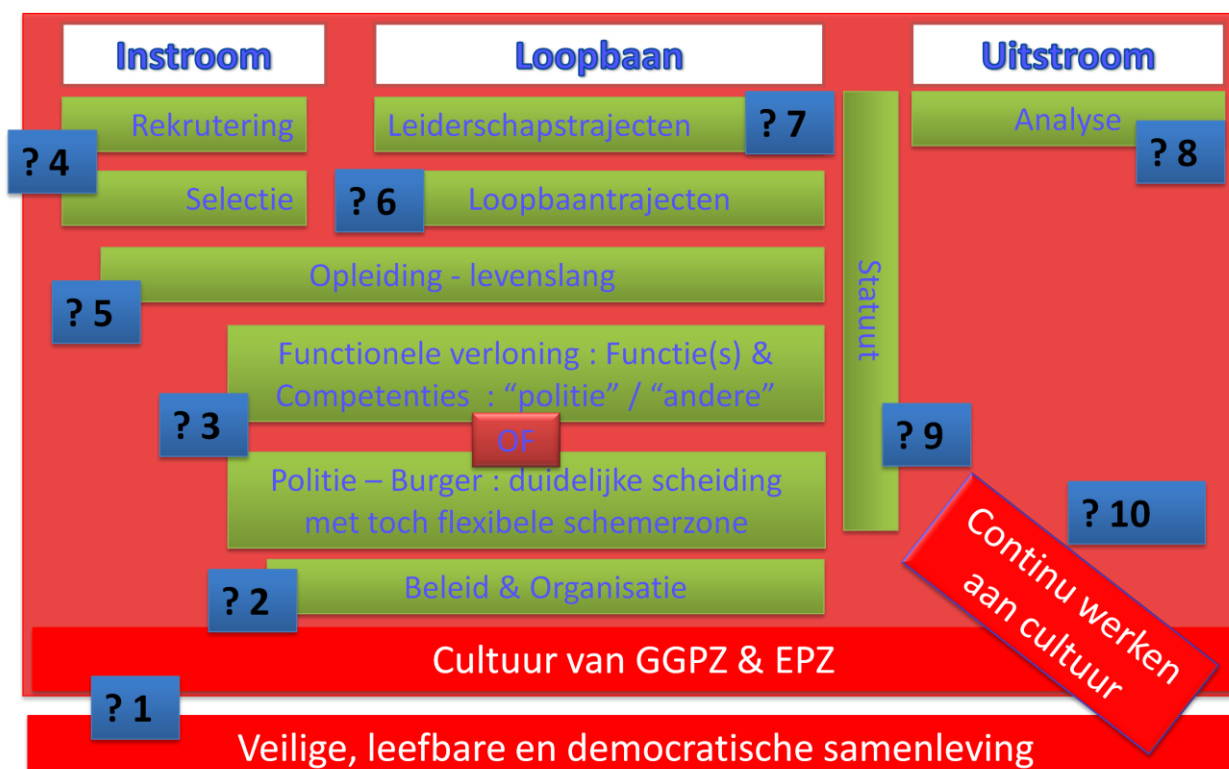 Instroom
Loopbaan
Uitstroom
Rekrutering
Leiderschapstrajecten
? 7
Analyse
? 4
? 8
Selectie
? 6
Loopbaantrajecten
Opleiding - levenslang
? 5
Statuut
Functionele verloning : Functie(s) &
Competenties : “politie” / “andere”
? 3
OF
? 9
Politie – Burger : duidelijke scheiding
met toch flexibele schemerzone
? 10
Continu werken
aan cultuur
Beleid & Organisatie
? 2
Cultuur van GGPZ & EPZ
? 1
Veilige, leefbare en democratische samenleving